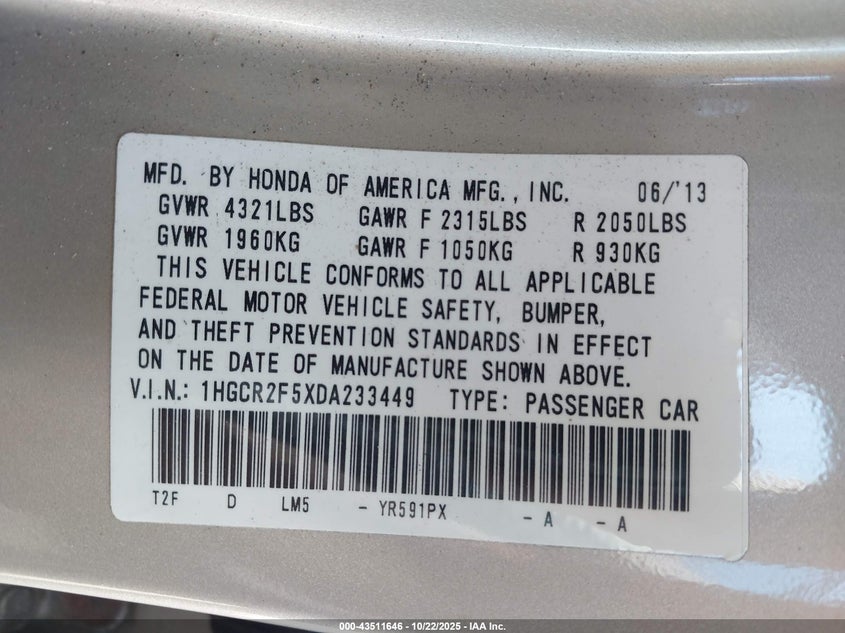 MFD. BY HONDA OF AMERICA MFG., INC. 06/'13
GVWR 4321LBS GAWR F 2315LBS R 2050LBS
GVWR 1960KG GAWR F 1050KG R 930KG
THIS VEHICLE CONFORMS TO ALL APPLICABLE
FEDERAL MOTOR VEHICLE SAFETY, BUMPER,
AND THEFT PREVENTION STANDARDS IN EFFECT
ON THE DATE OF MANUFACTURE SHOWN ABOVE.
V.I.N.: 1HGCR2F5XDA233449 TYPE: PASSENGER CAR
T2F D LM5 - YR591PX - A - A
000-43511646 - 10/22/2025 - IAA Inc.